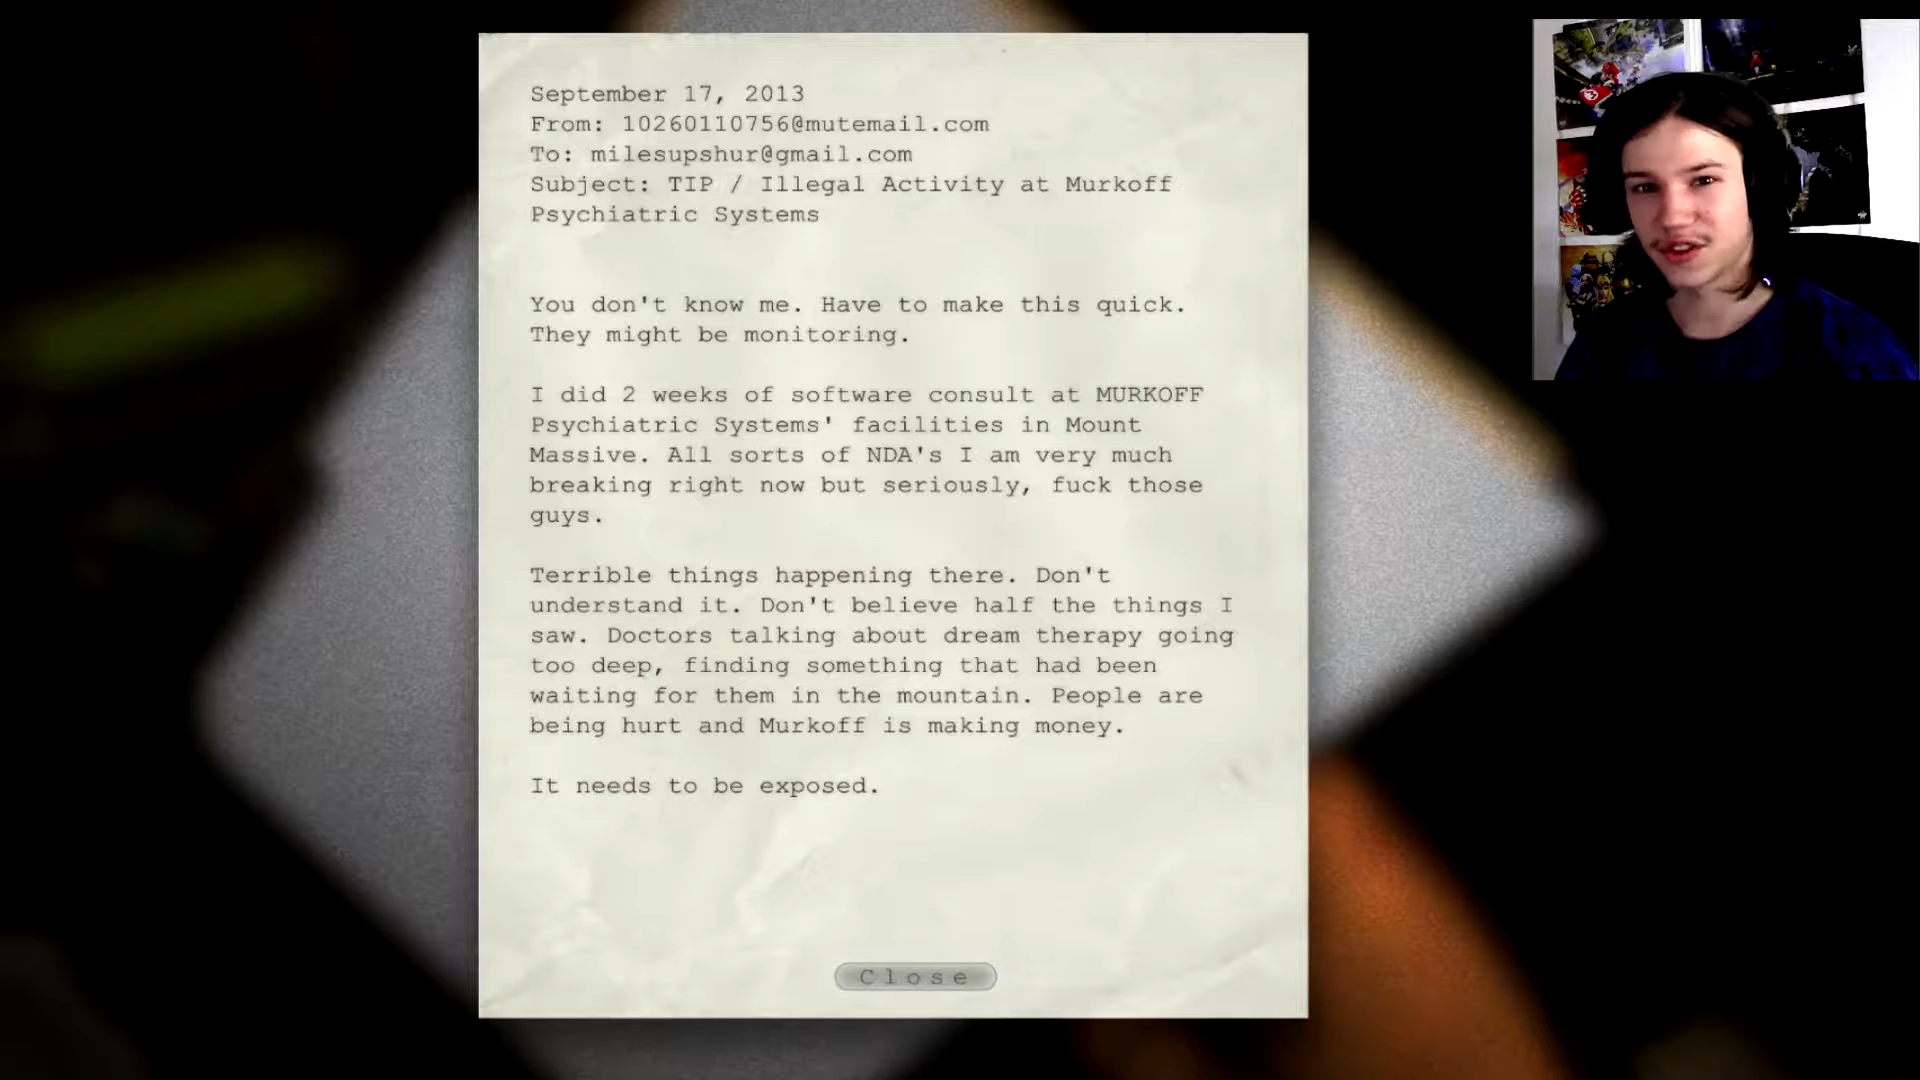 September 17, 2013
From: 10260110756@mutemail.com
To: milesupshur@gmail.com
Subject: TIP / Illegal Activity at Murkoff
Psychiatric Systems
You don't know me. Have to make this quick.
They might be monitoring.
I did 2 weeks of software consult at MURKOFF
Psychiatric Systems' facilities in Mount
Massive. All sorts of NDA's I am very much
breaking right now but seriously, fuck those
guys.
Terrible things happening there. Don't
understand it. Don't believe half the things I
saw. Doctors talking about dream therapy going
too deep, finding something that had been
waiting for them in the mountain. People are
being hurt and Murkoff is making money.
It needs to be exposed.
Close